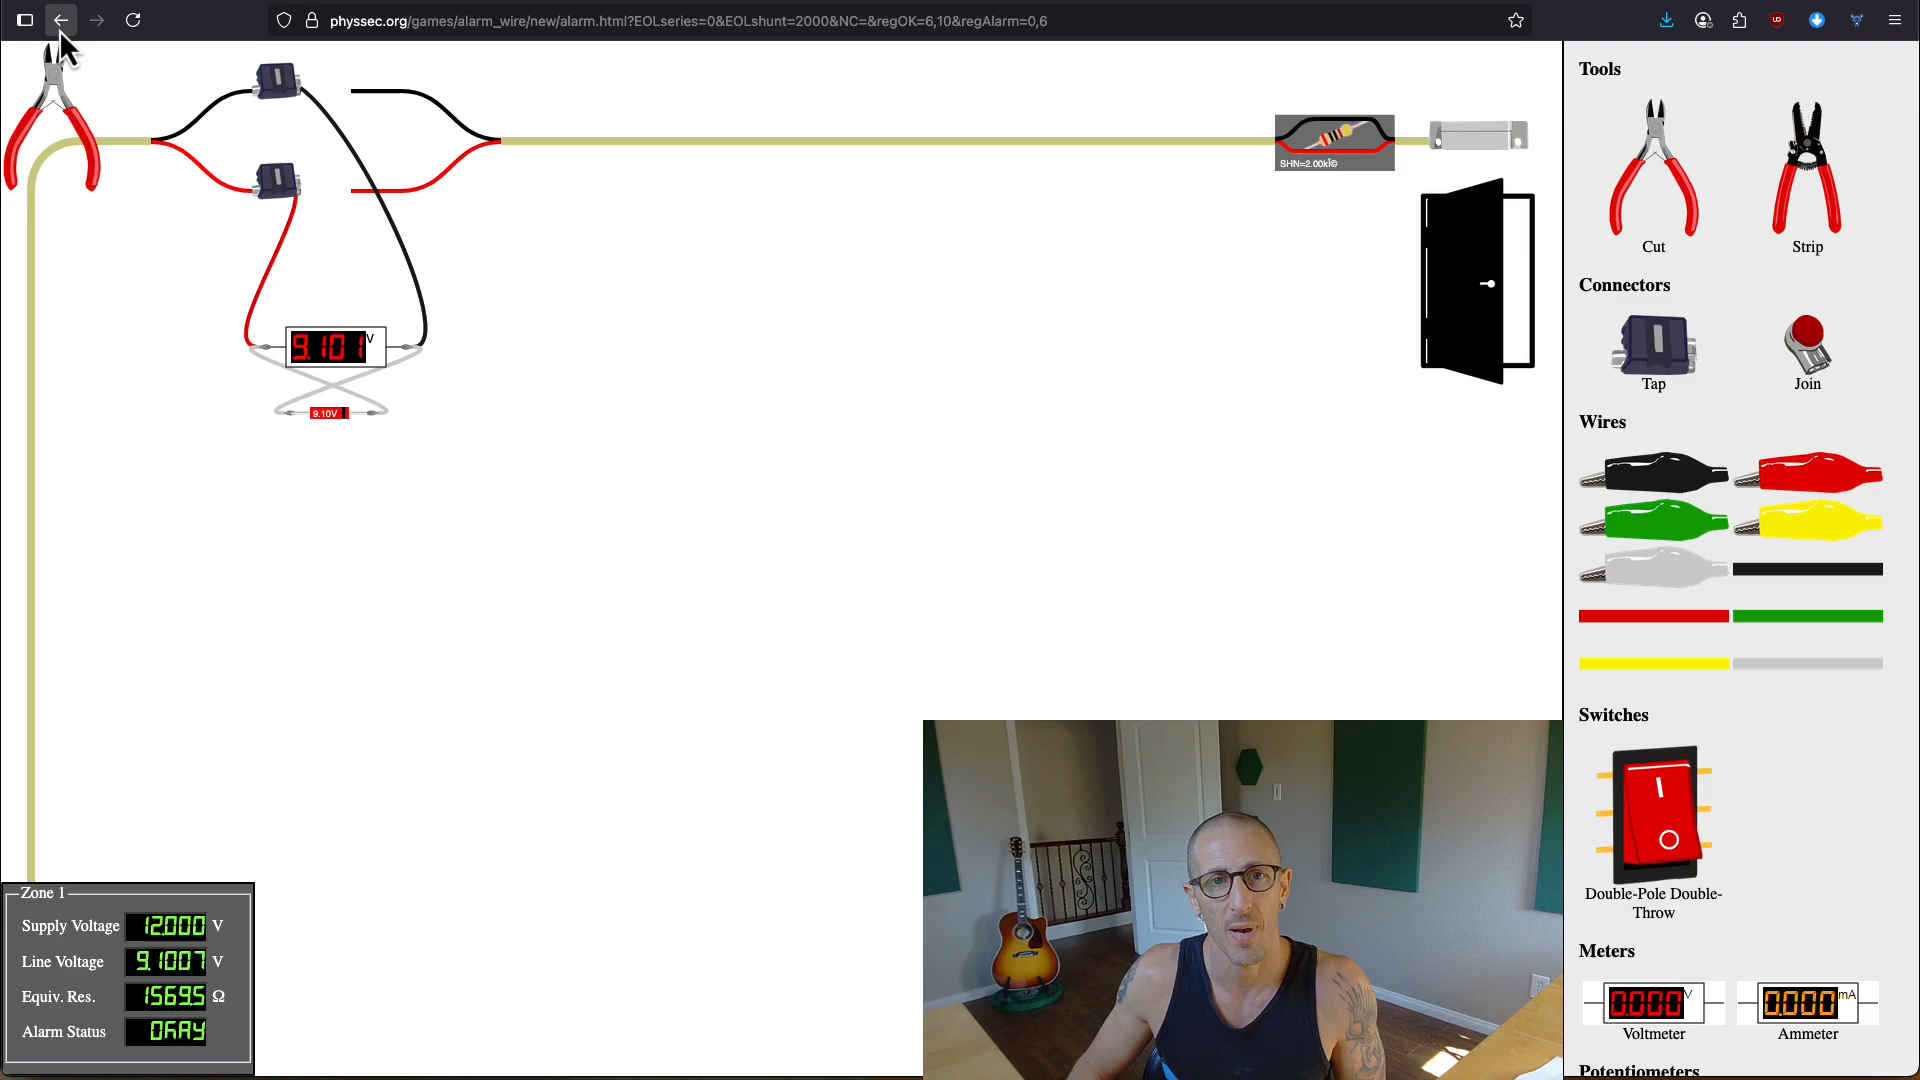 physsec.org/games/alarm_wire/new/alarm.html?EOLseries=0&EOLshunt=2000&NC=&regOK=6,10&regAlarm=0,6
SHN=2.00kÎ©
9.101 V
9.10V
Zone 1
Supply Voltage 12.000 V
Line Voltage 9.1007 V
Equiv. Res. 1569.5 Ω
Alarm Status OKAY
Tools
Cut
Strip
Connectors
Tap
Join
Wires
Switches
Double-Pole Double-
Throw
Meters
0.000 V
0.000 mA
Voltmeter
Ammeter
Potentiometers